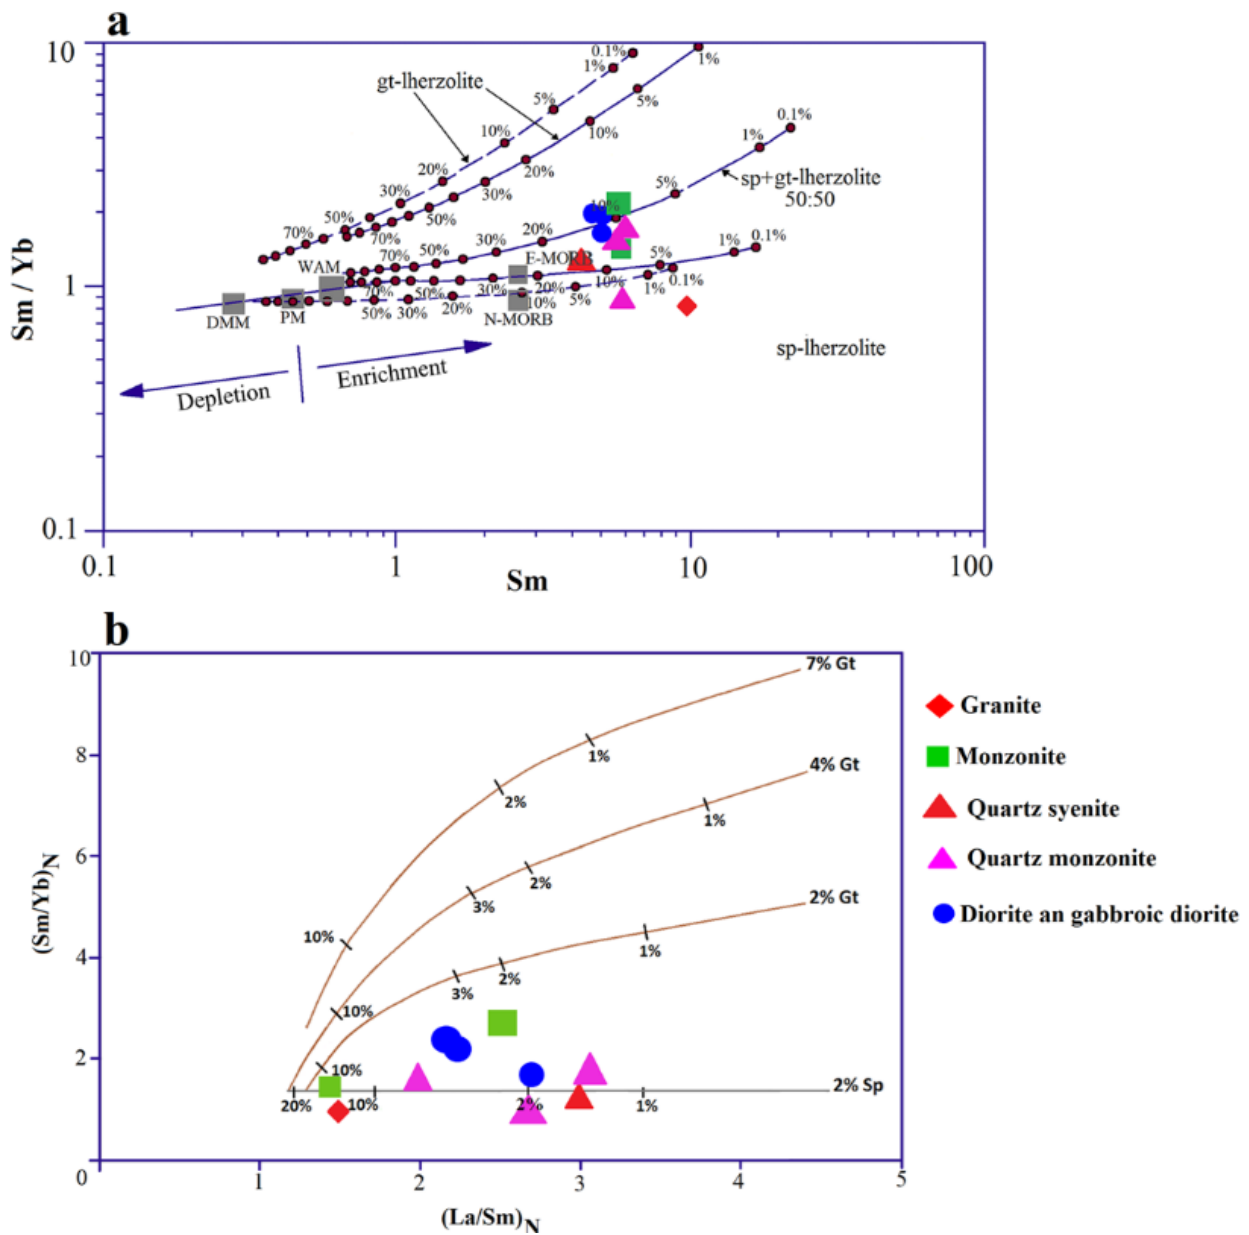 a
10
0.1%
1%
1%
gt-lherzolite
5%
5%
10%
10%
0.1%
1%
20%
20%
sp+gt-lherzolite
50:50
5%
30%
30%
10%
50%
50%
70%
70%
20%
30%
E-MORB
0.1%
1%
5%
50%
70%
WAM
Sm / Yb
1
10%
0.1%
1%
20%
5%
30%
10%
50%
70%
20%
30%
50%
N-MORB
DMM
PM
sp-lherzolite
Enrichment
Depletion
0.1
0.1
1
10
100
Sm
b
10
7% Gt
1%
8
4% Gt
2%
1%
6
2%
3%
2% Gt
1%
10%
2%
3%
4
10%
2
10%
2% Sp
20%
10%
2%
1%
0
1
2
3
4
5
(Sm/Yb)N
(La/Sm)N
Granite
Monzonite
Quartz syenite
Quartz monzonite
Diorite an gabbroic diorite